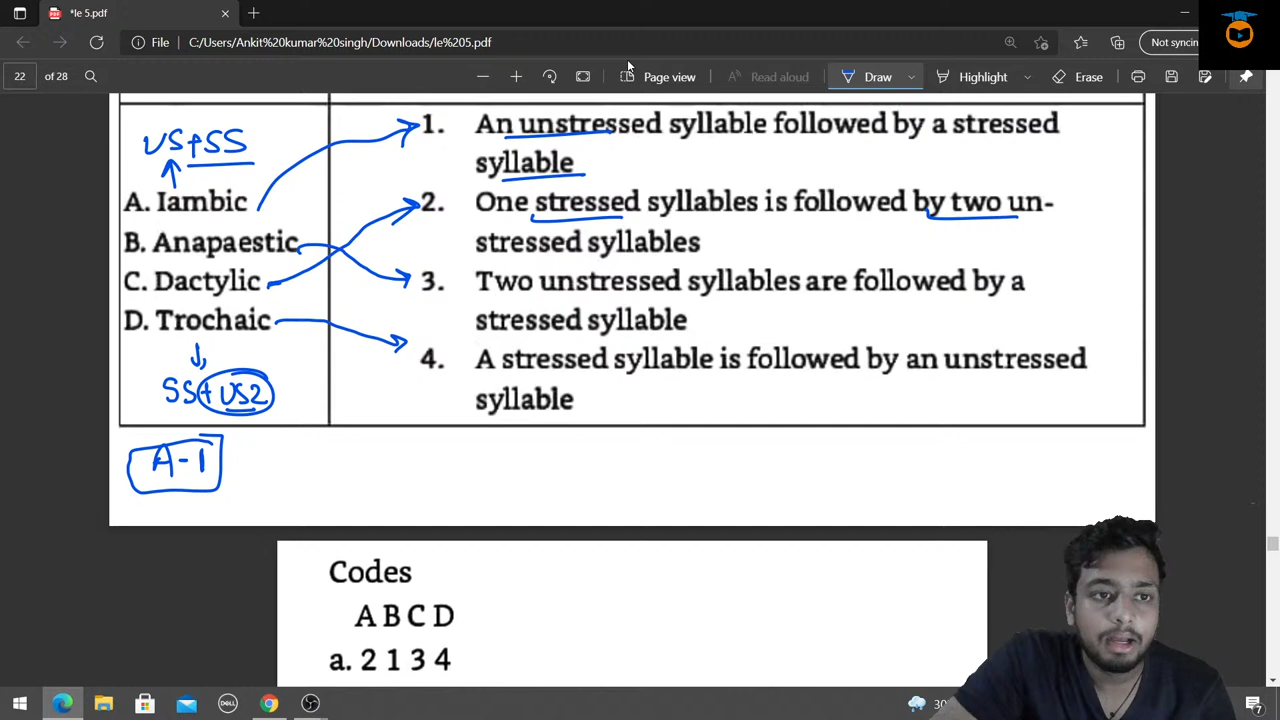 *le 5.pdf
File
C:/Users/Ankit%20kumar%20singh/Downloads/le%205.pdf
Not syncin
22 of 28
Page view
Read aloud
Draw
Highlight
Erase
US+SS
A. Iambic
B. Anapaestic
C. Dactylic
D. Trochaic
SS+US2
A-1
1. An unstressed syllable followed by a stressed
syllable
2. One stressed syllables is followed by two un-
stressed syllables
3. Two unstressed syllables are followed by a
stressed syllable
4. A stressed syllable is followed by an unstressed
syllable
Codes
A B C D
a. 2 1 3 4
DELL
30
7